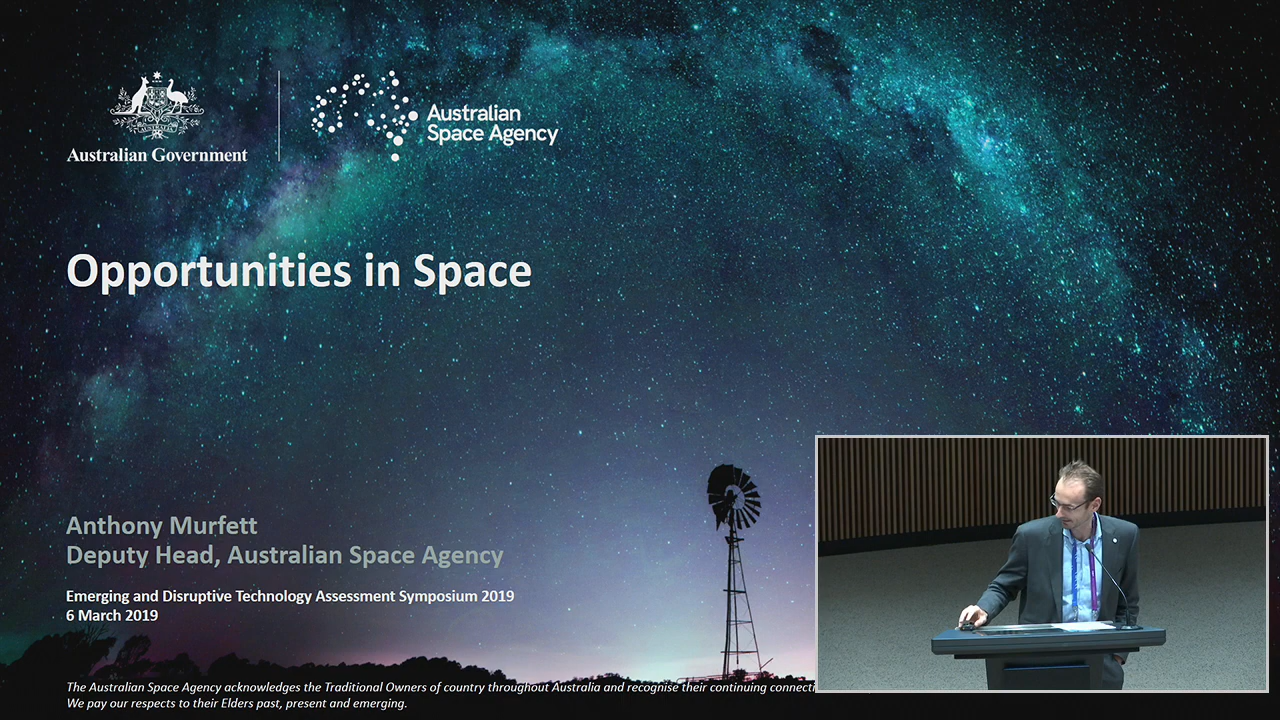 Australian Government
Australian
Space Agency
Opportunities in Space
Anthony Murfett
Deputy Head, Australian Space Agency
Emerging and Disruptive Technology Assessment Symposium 2019
6 March 2019
The Australian Space Agency acknowledges the Traditional Owners of country throughout Australia and recognise their continuing
We pay our respects to their Elders past, present and emerging.